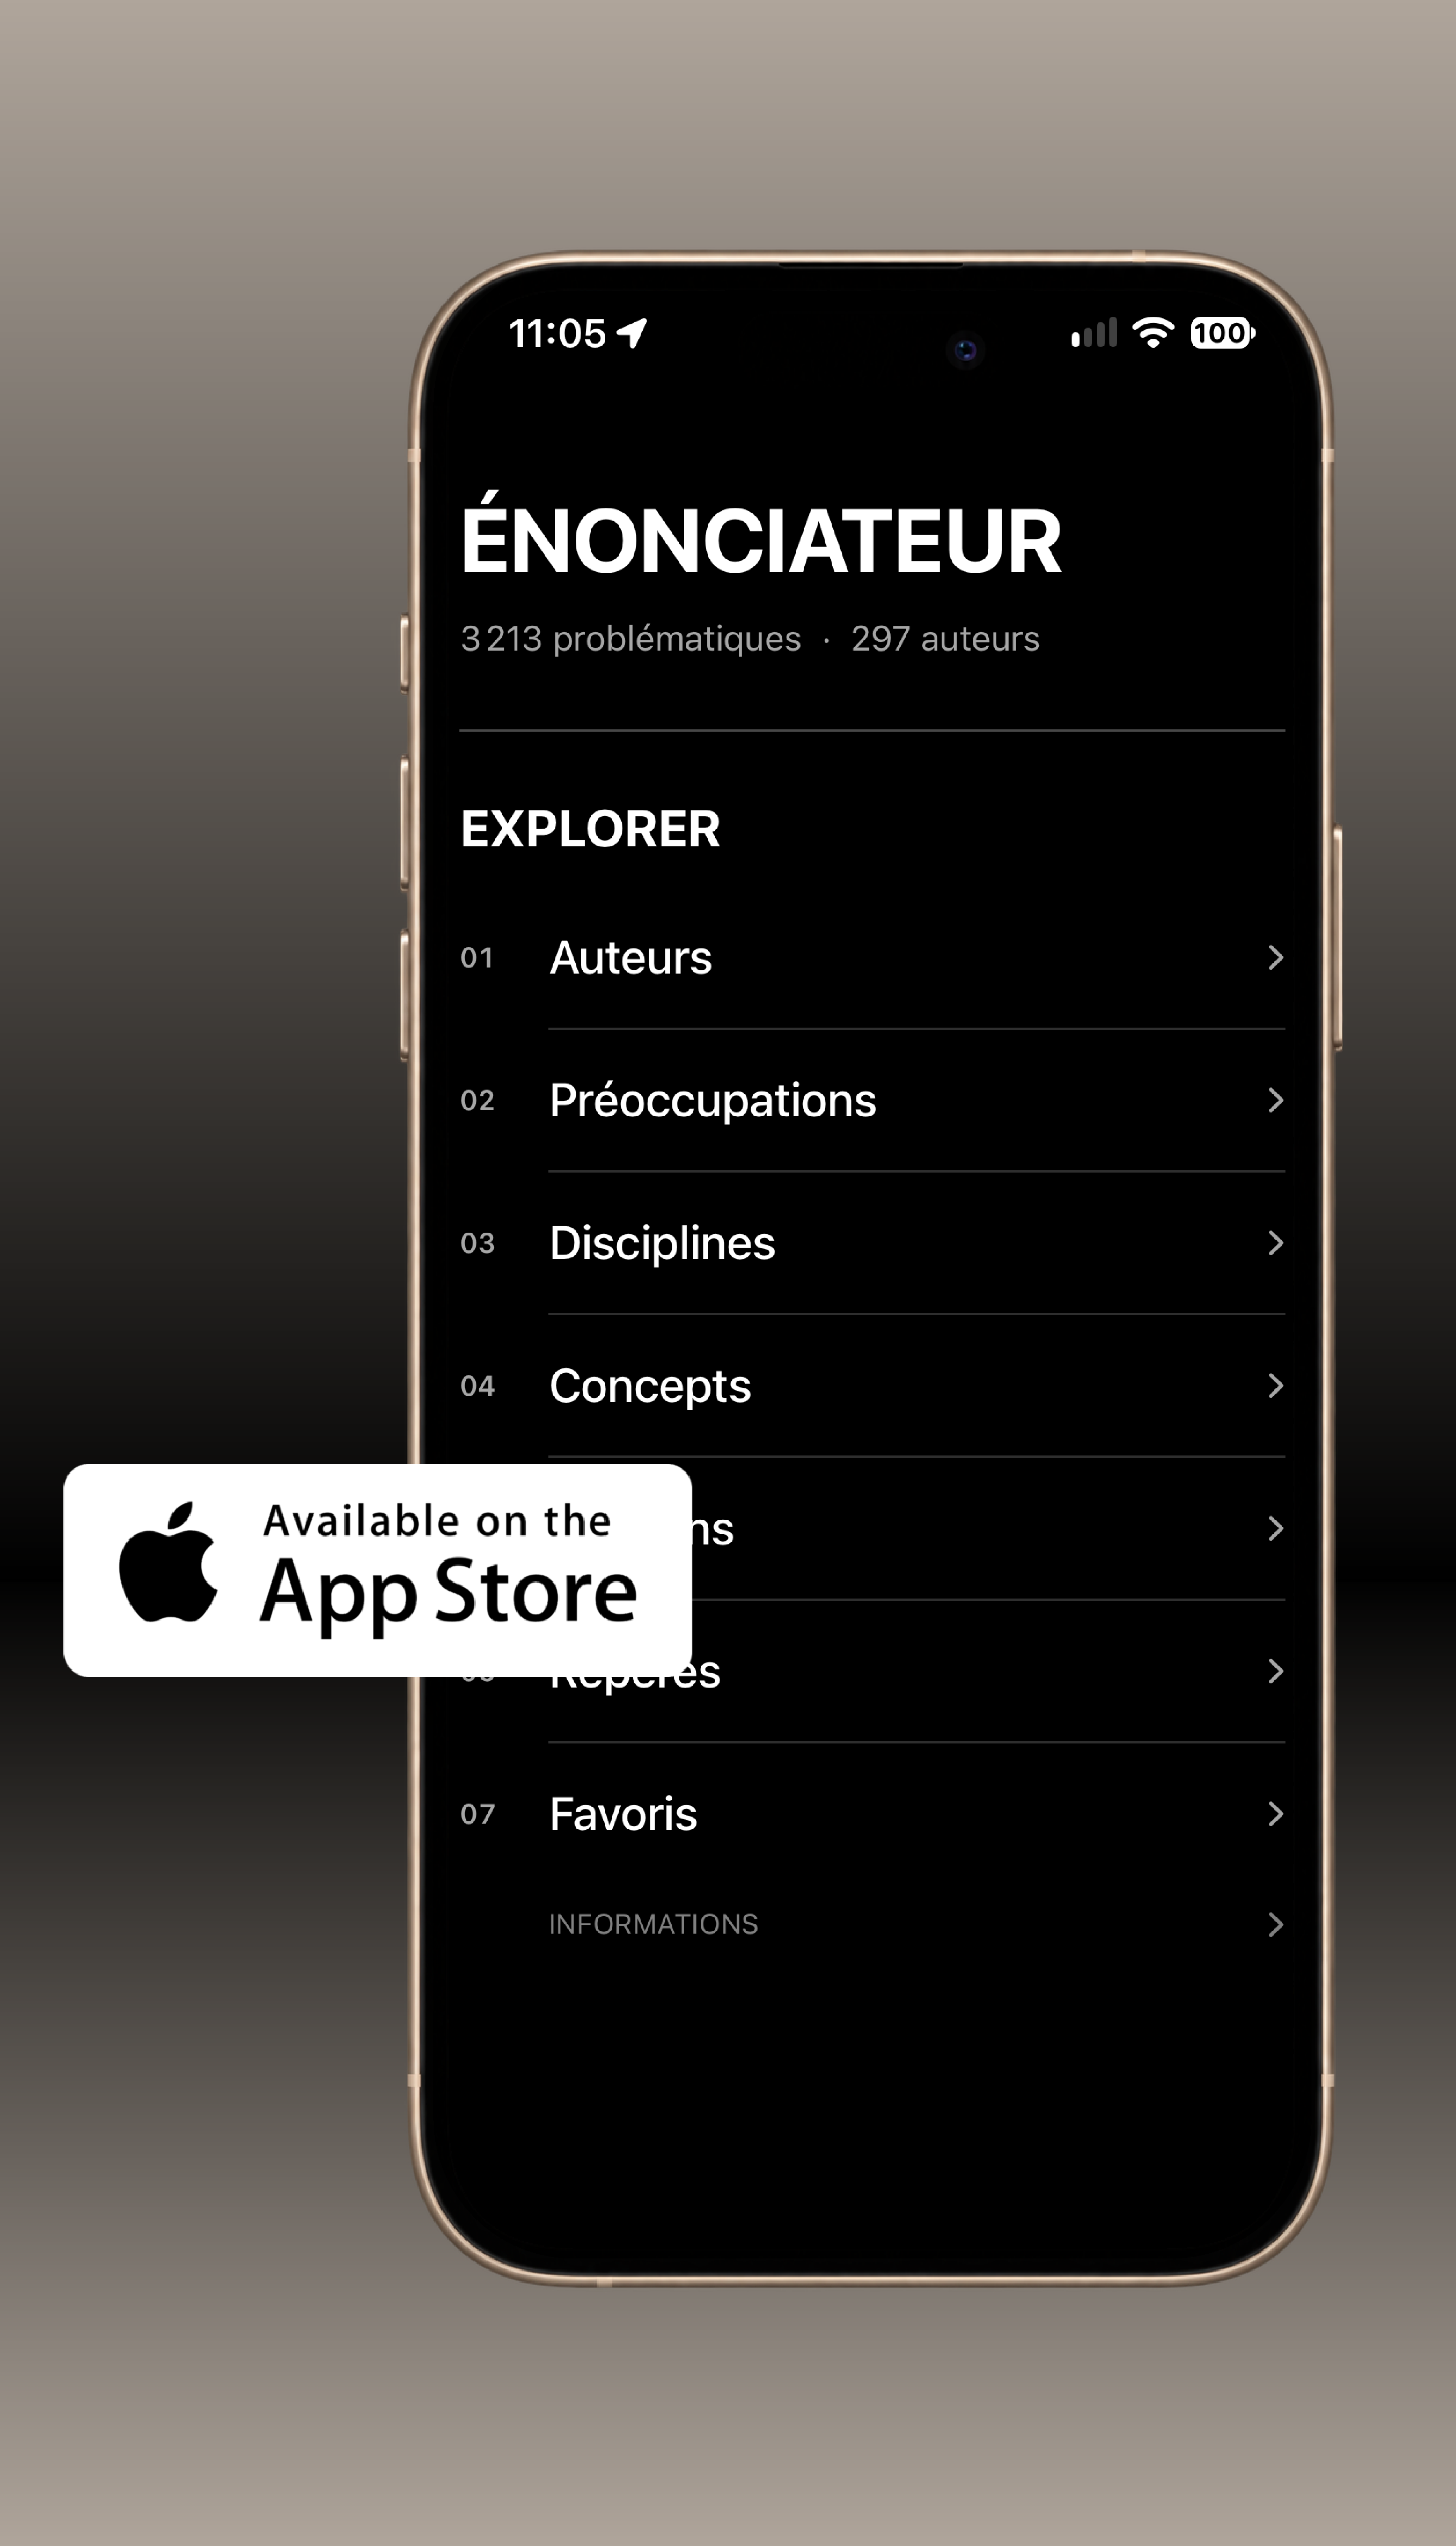 11:05
100
ÉNONCIATEUR
3 213 problématiques · 297 auteurs
EXPLORER
01 Auteurs
02 Préoccupations
03 Disciplines
04 Concepts
Available on the
App Store
Repères
07 Favoris
INFORMATIONS